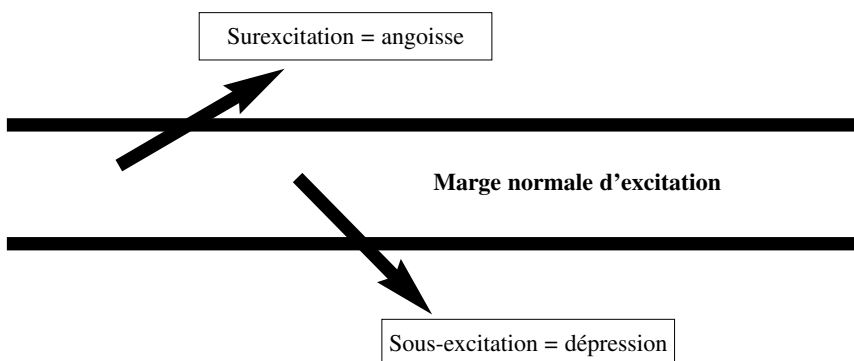 Surexcitation = angoisse
Marge normale d’excitation
Sous-excitation = dépression